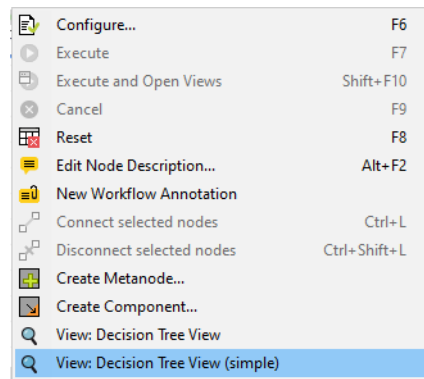 Configure... F6
Execute F7
Execute and Open Views Shift+F10
Cancel F9
Reset F8
Edit Node Description... Alt+F2
New Workflow Annotation
Connect selected nodes Ctrl+L
Disconnect selected nodes Ctrl+Shift+L
Create Metanode...
Create Component...
View: Decision Tree View
View: Decision Tree View (simple)